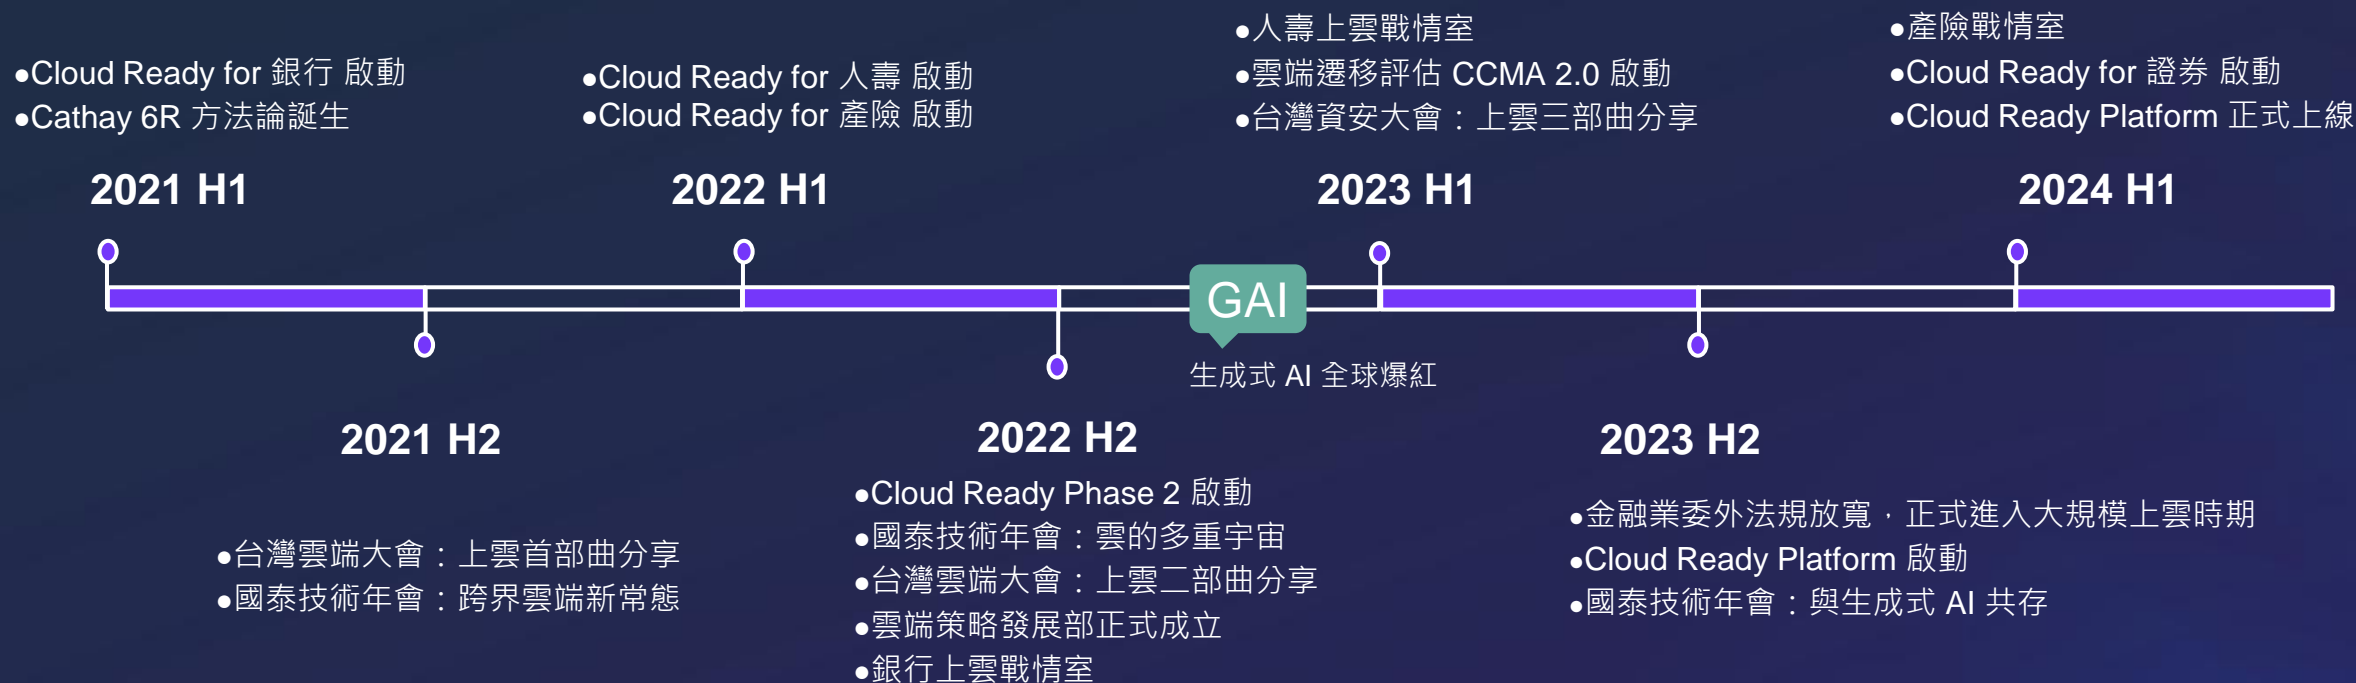 ●Cloud Ready for 銀行 啟動
●Cathay 6R 方法論誕生
2021 H1
●Cloud Ready for 人壽 啟動
●Cloud Ready for 產險 啟動
2022 H1
●人壽上雲戰情室
●雲端遷移評估 CCMA 2.0 啟動
●台灣資安大會：上雲三部曲分享
2023 H1
●產險戰情室
●Cloud Ready for 證券 啟動
●Cloud Ready Platform 正式上線
2024 H1
GAI
生成式 AI 全球爆紅
2021 H2
●台灣雲端大會：上雲首部曲分享
●國泰技術年會：跨界雲端新常態
2022 H2
●Cloud Ready Phase 2 啟動
●國泰技術年會：雲的多重宇宙
●台灣雲端大會：上雲二部曲分享
●雲端策略發展部正式成立
●銀行上雲戰情室
2023 H2
●金融業委外法規放寬，正式進入大規模上雲時期
●Cloud Ready Platform 啟動
●國泰技術年會：與生成式 AI 共存